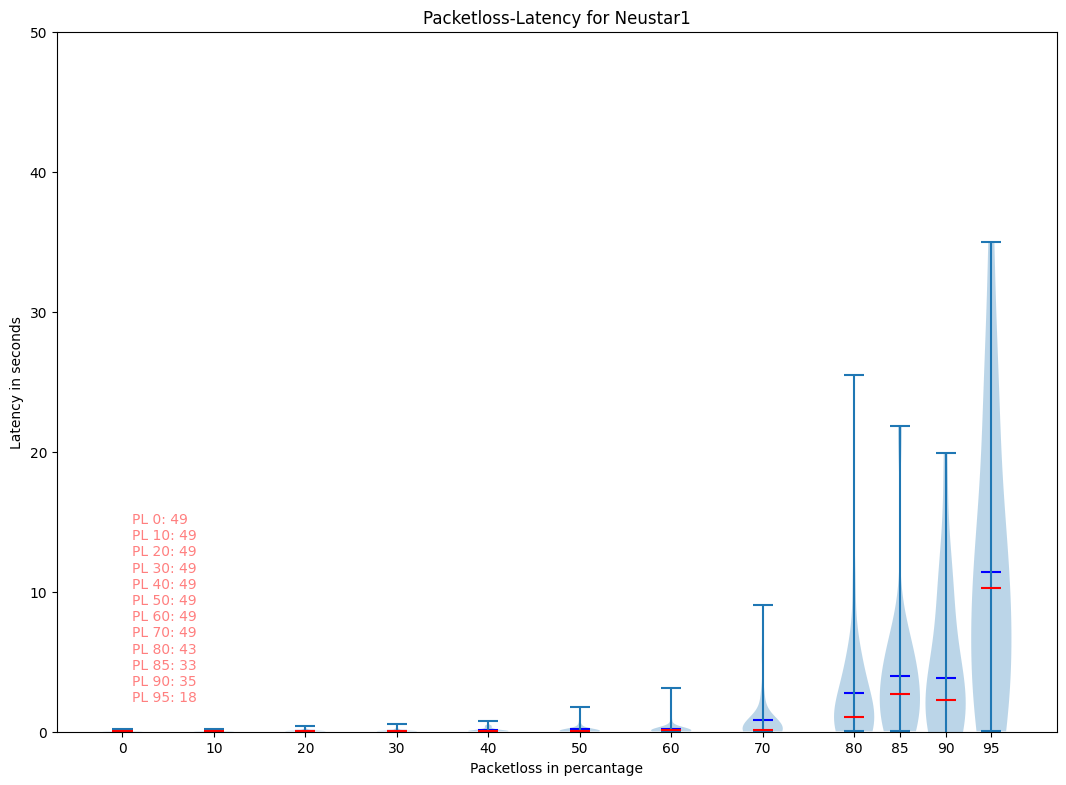 Packetloss-Latency for Neustar1
50
40
30
20
10
0
Latency in seconds
PL 0: 49
PL 10: 49
PL 20: 49
PL 30: 49
PL 40: 49
PL 50: 49
PL 60: 49
PL 70: 49
PL 80: 43
PL 85: 33
PL 90: 35
PL 95: 18
0 10 20 30 40 50 60 70 80 85 90 95
Packetloss in percantage